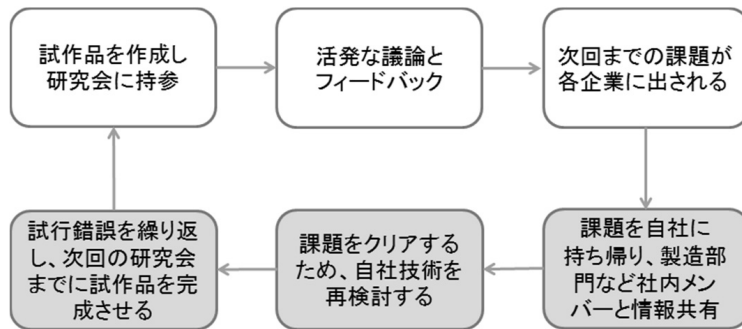 試作品を作成し
研究会に持参
活発な議論と
フィードバック
次回までの課題が
各企業に出される
課題を自社に
持ち帰り、製造部
門など社内メン
バーと情報共有
課題をクリアする
ため、自社技術を
再検討する
試行錯誤を繰り返
し、次回の研究会
までに試作品を完
成させる